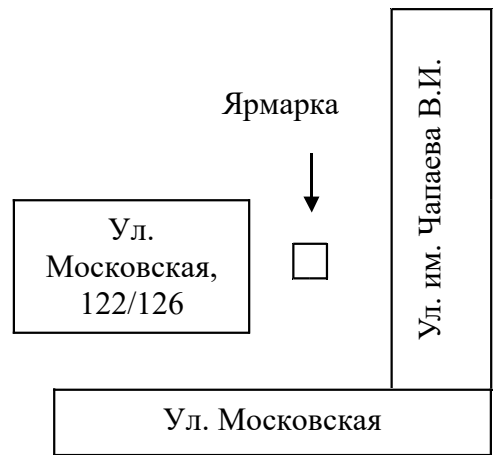 Ярмарка
Ул. им. Чапаева В.И.
Ул.
Московская,
122/126
Ул. Московская